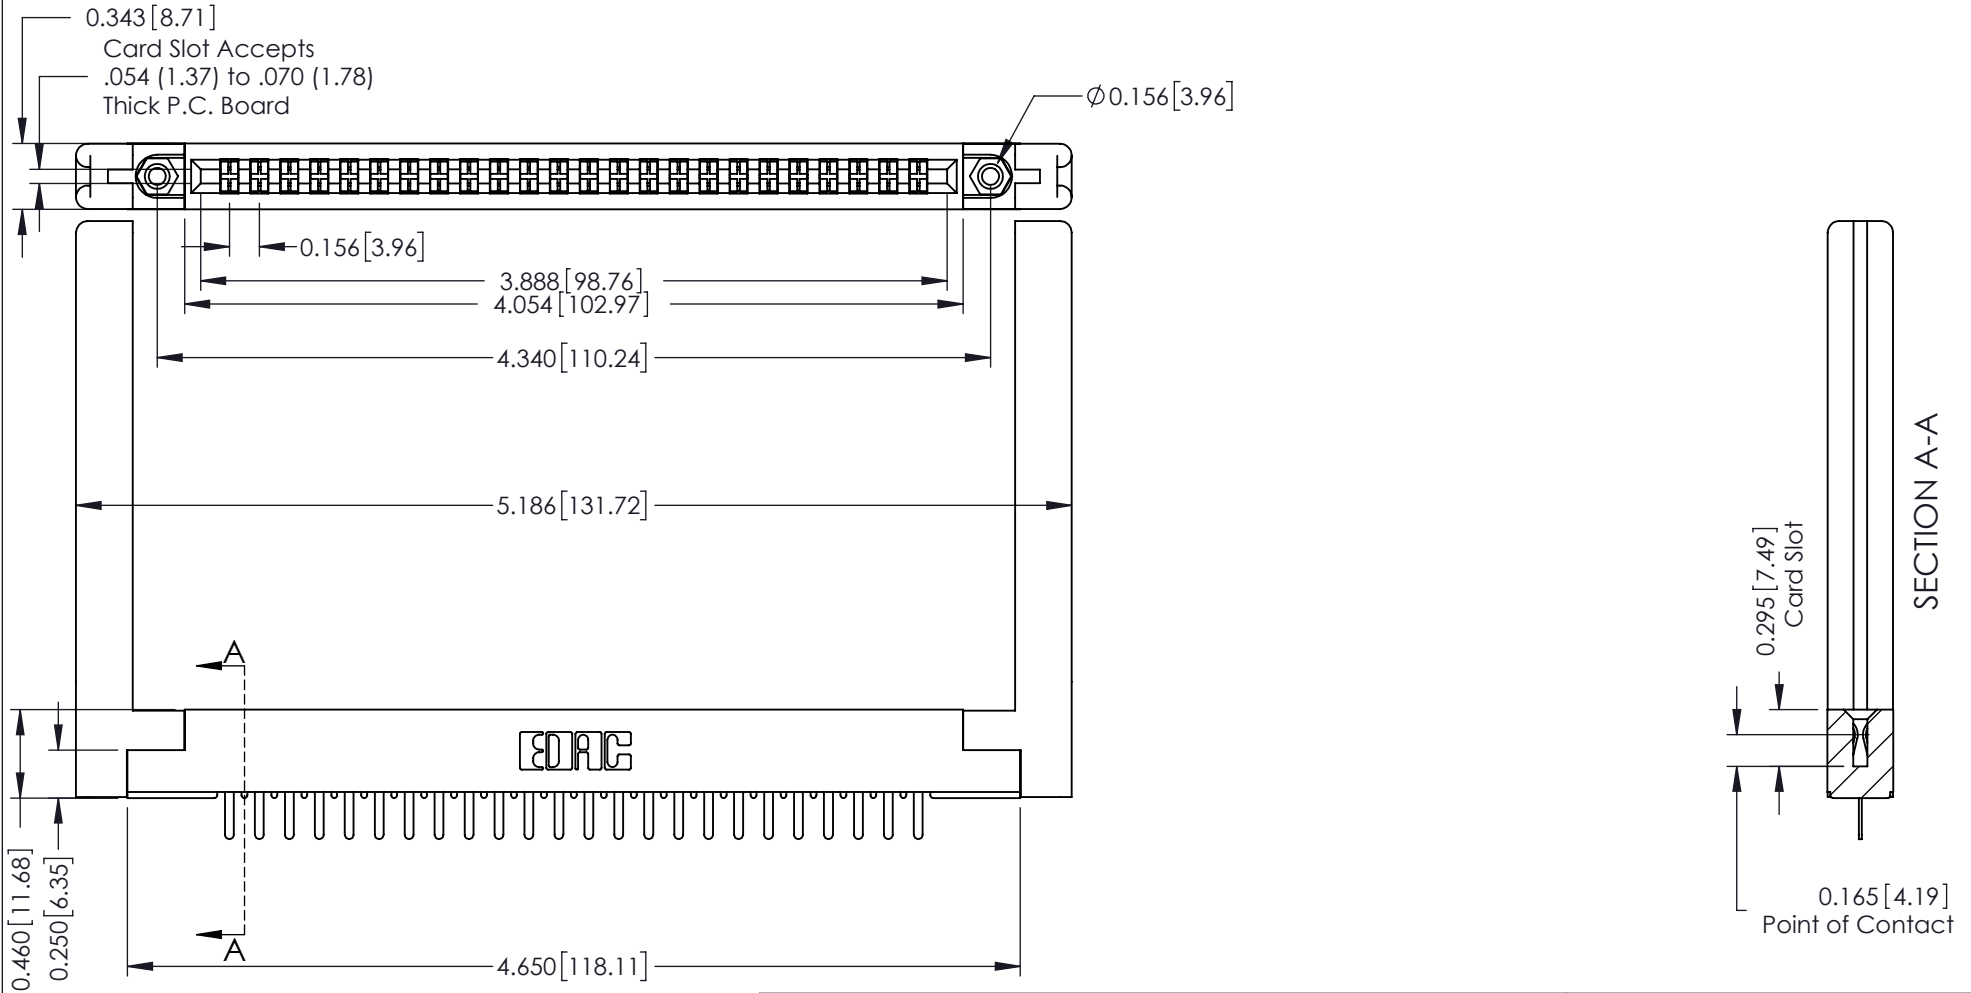 0.343[8.71]
Card Slot Accepts
.054 (1.37) to .070 (1.78)
Thick P.C. Board
Ø0.156[3.96]
0.156[3.96]
3.888[98.76]
4.054[102.97]
4.340[110.24]
5.186[131.72]
A
EDAC
A
0.460[11.68]
0.250[6.35]
4.650[118.11]
0.295[7.49]
Card Slot
SECTION A-A
0.165[4.19]
Point of Contact